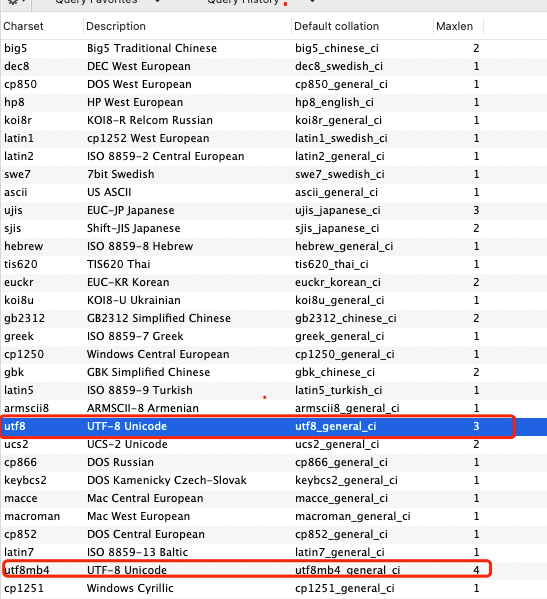 Query Favorites Query History
Charset Description Default collation Maxlen
big5 Big5 Traditional Chinese big5_chinese_ci 2
dec8 DEC West European dec8_swedish_ci 1
cp850 DOS West European cp850_general_ci 1
hp8 HP West European hp8_english_ci 1
koi8r KOI8-R Relcom Russian koi8r_general_ci 1
latin1 cp1252 West European latin1_swedish_ci 1
latin2 ISO 8859-2 Central European latin2_general_ci 1
swe7 7bit Swedish swe7_swedish_ci 1
ascii US ASCII ascii_general_ci 1
ujis EUC-JP Japanese ujis_japanese_ci 3
sjis Shift-JIS Japanese sjis_japanese_ci 2
hebrew ISO 8859-8 Hebrew hebrew_general_ci 1
tis620 TIS620 Thai tis620_thai_ci 1
euckr EUC-KR Korean euckr_korean_ci 2
koi8u KOI8-U Ukrainian koi8u_general_ci 1
gb2312 GB2312 Simplified Chinese gb2312_chinese_ci 2
greek ISO 8859-7 Greek greek_general_ci 1
cp1250 Windows Central European cp1250_general_ci 1
gbk GBK Simplified Chinese gbk_chinese_ci 2
latin5 ISO 8859-9 Turkish latin5_turkish_ci 1
armscii8 ARMSCII-8 Armenian armscii8_general_ci 1
utf8 UTF-8 Unicode utf8_general_ci 3
ucs2 UCS-2 Unicode ucs2_general_ci 2
cp866 DOS Russian cp866_general_ci 1
keybcs2 DOS Kamenicky Czech-Slovak keybcs2_general_ci 1
macce Mac Central European macce_general_ci 1
macroman Mac West European macroman_general_ci 1
cp852 DOS Central European cp852_general_ci 1
latin7 ISO 8859-13 Baltic latin7_general_ci 1
utf8mb4 UTF-8 Unicode utf8mb4_general_ci 4
cp1251 Windows Cyrillic cp1251_general_ci 1